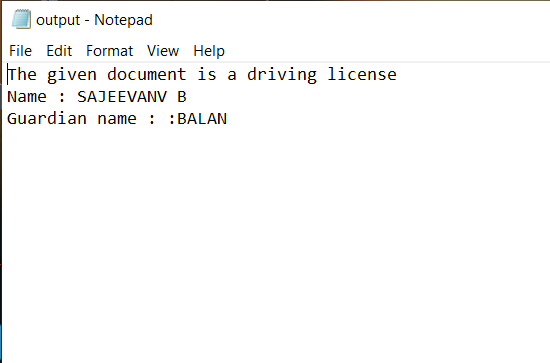 output - Notepad
File Edit Format View Help
The given document is a driving license
Name : SAJEEVANV B
Guardian name : :BALAN